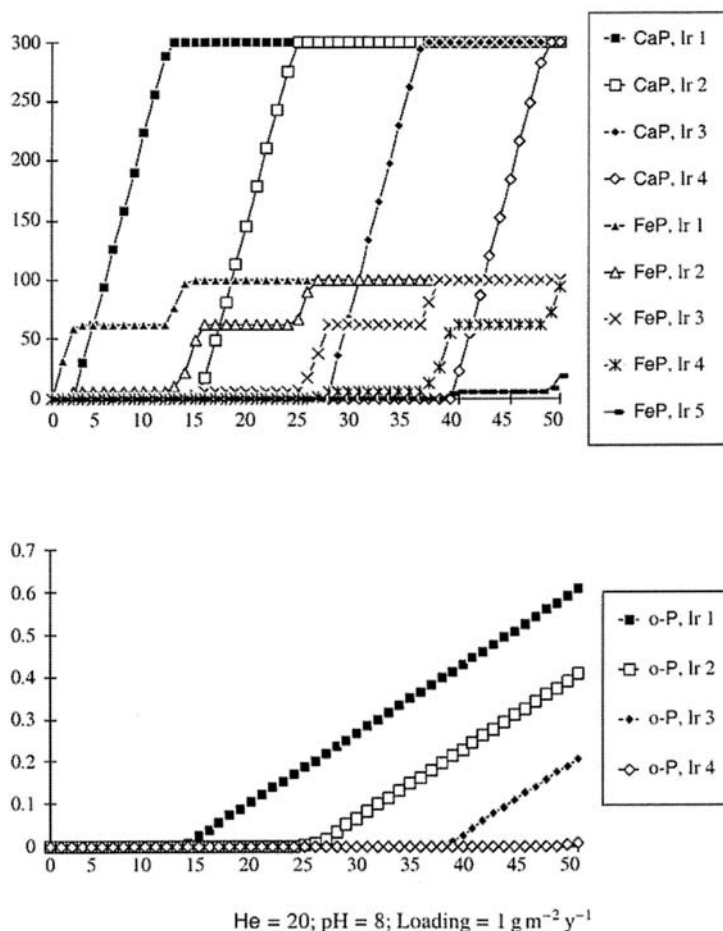 300
250
200
150
100
50
0
0 5 10 15 20 25 30 35 40 45 50
CaP, lr 1
CaP, lr 2
CaP, lr 3
CaP, lr 4
FeP, lr 1
FeP, lr 2
FeP, lr 3
FeP, lr 4
FeP, lr 5
0.7
0.6
0.5
0.4
0.3
0.2
0.1
0
0 5 10 15 20 25 30 35 40 45 50
o-P, lr 1
o-P, lr 2
o-P, lr 3
o-P, lr 4
He = 20; pH = 8; Loading = 1 g m⁻² y⁻¹